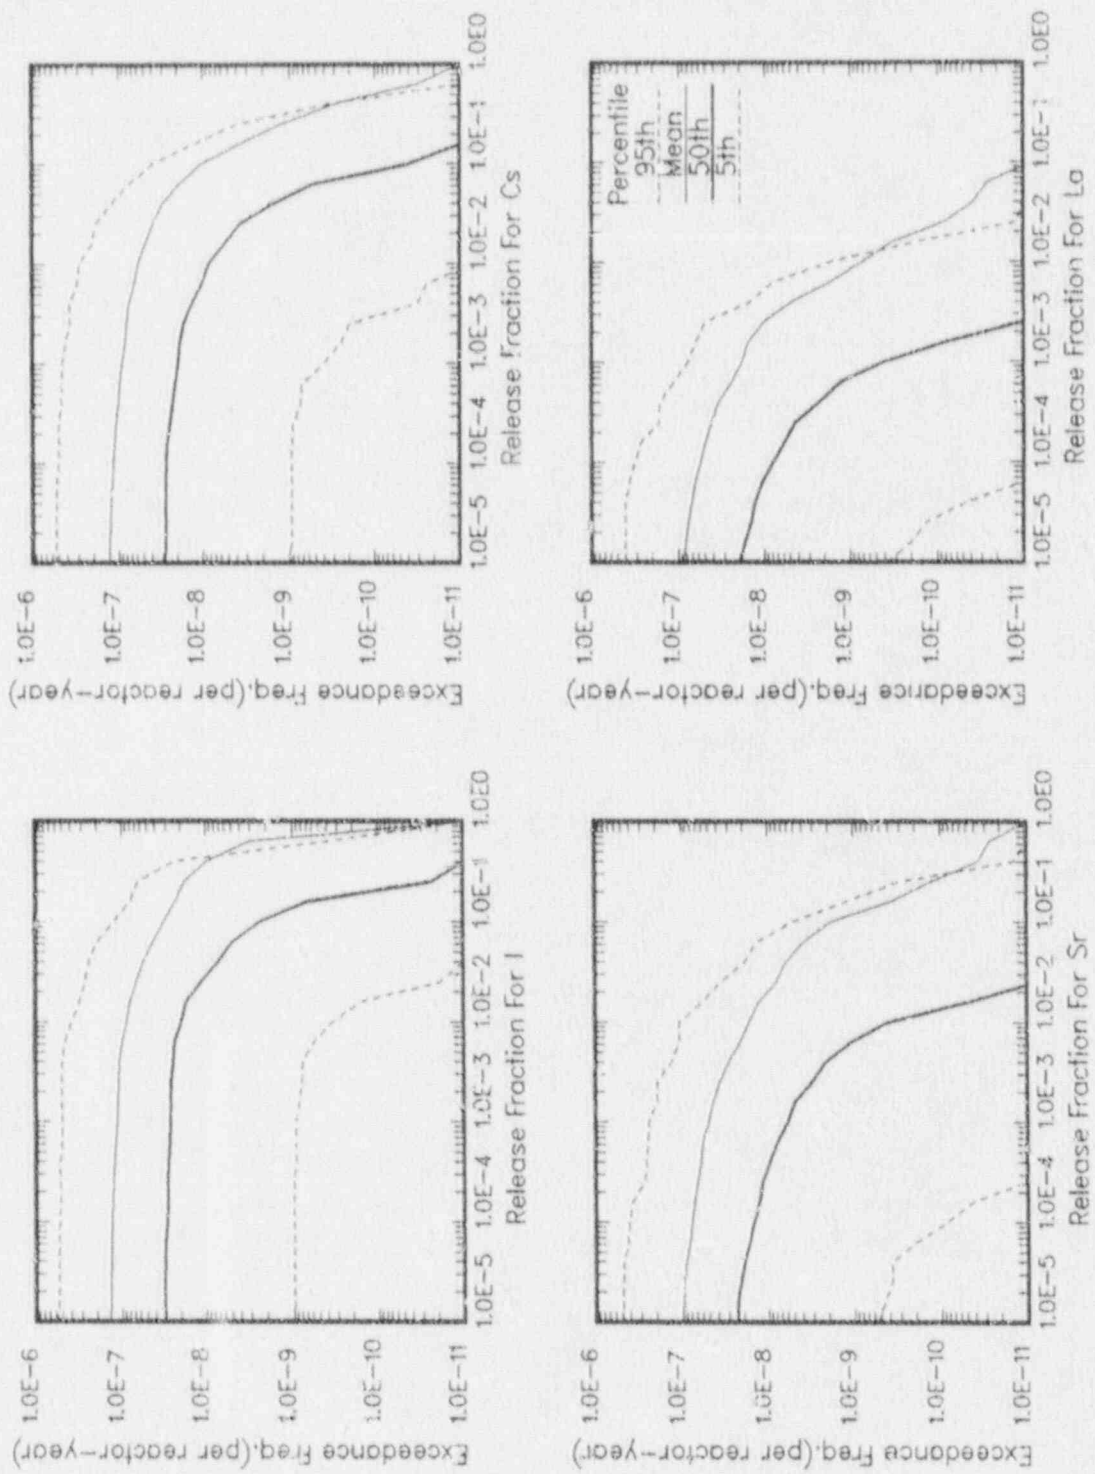 Exceedance Freq.(per reactor-year)
1.0E-6
1.0E-7
1.0E-8
1.0E-9
1.0E-10
1.0E-11
1.0E-5 1.0E-4 1.0E-3 1.0E-2 1.0E-1 1.0E0
Release Fraction For I
Exceedance Freq.(per reactor-year)
1.0E-6
1.0E-7
1.0E-8
1.0E-9
1.0E-10
1.0E-11
1.0E-5 1.0E-4 1.0E-3 1.0E-2 1.0E-1 1.0E0
Release Fraction For Cs
Exceedance Freq.(per reactor-year)
1.0E-6
1.0E-7
1.0E-8
1.0E-9
1.0E-10
1.0E-11
1.0E-5 1.0E-4 1.0E-3 1.0E-2 1.0E-1 1.0E0
Release Fraction For Sr
Exceedance Freq.(per reactor-year)
1.0E-6
1.0E-7
1.0E-8
1.0E-9
1.0E-10
1.0E-11
Percentile
95th
Mean
50th
5th
1.0E-5 1.0E-4 1.0E-3 1.0E-2 1.0E-1 1.0E0
Release Fraction For La